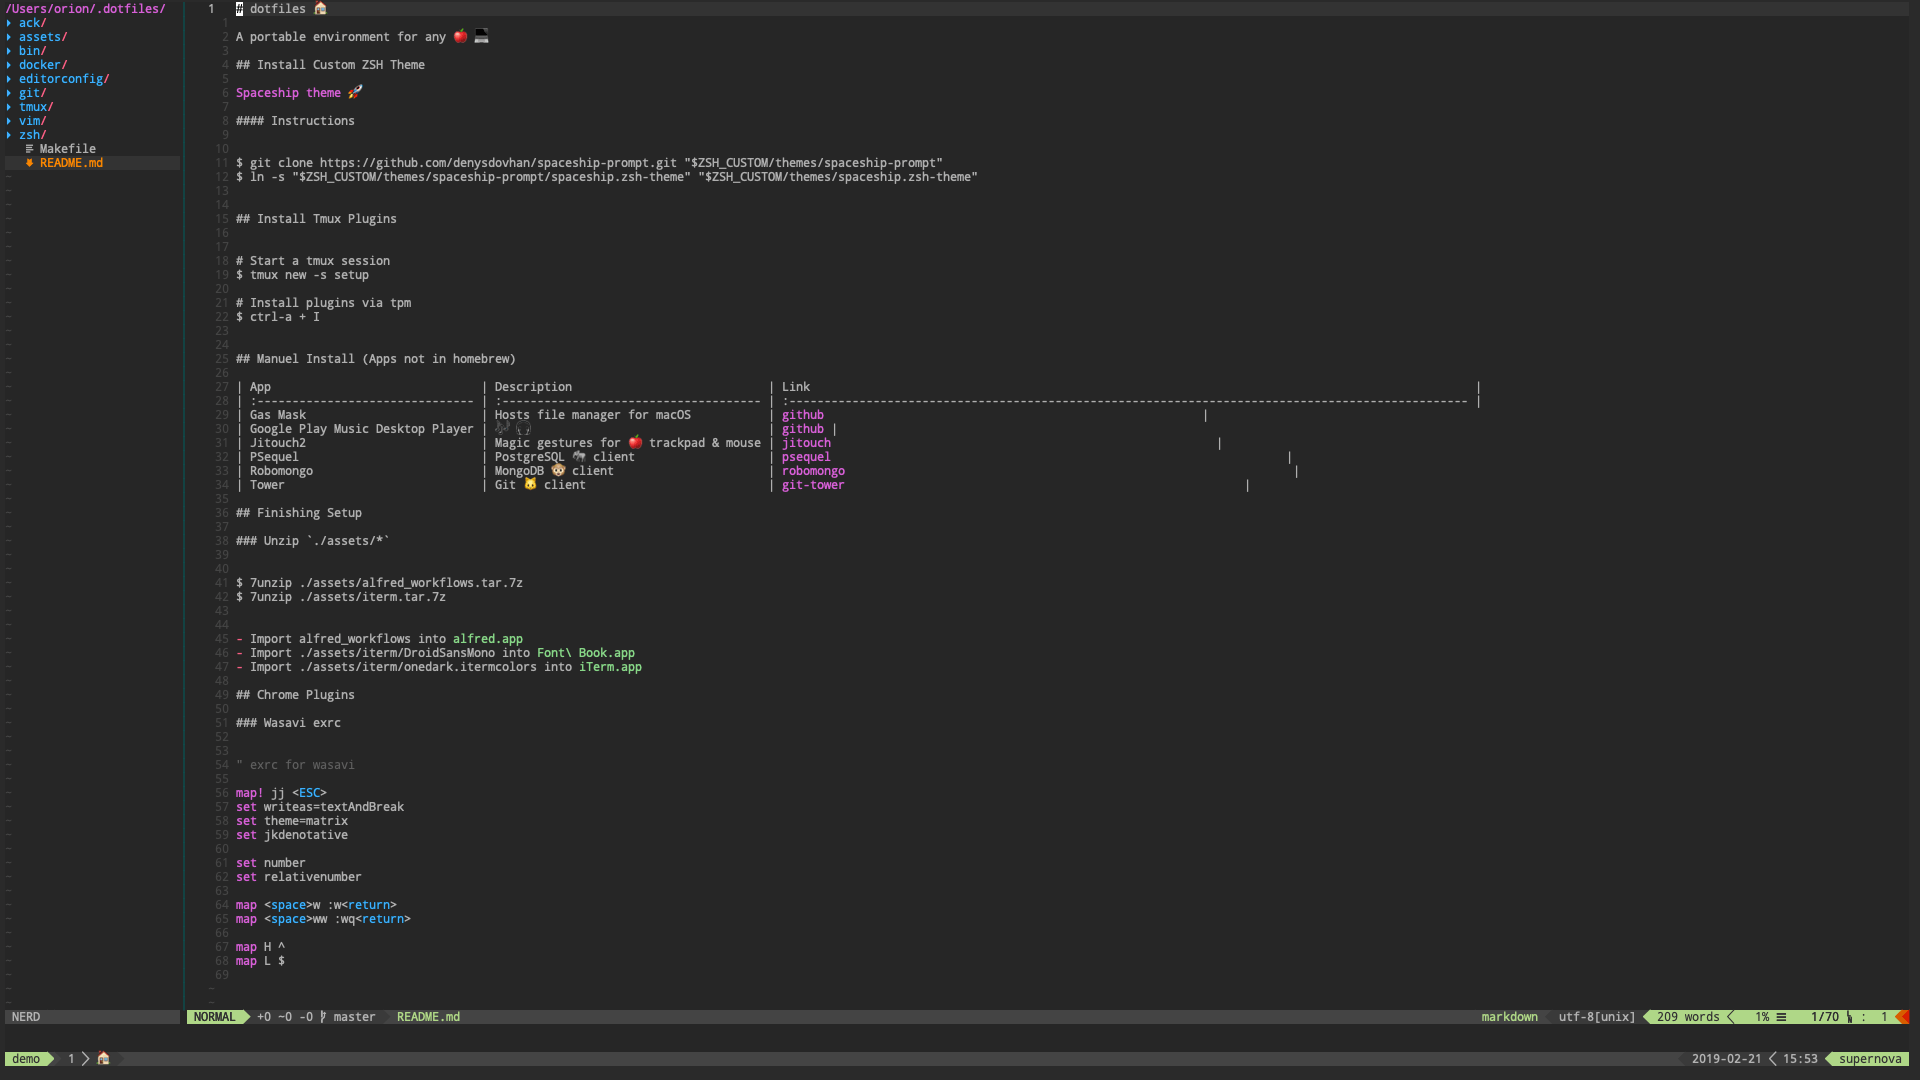 /Users/orion/.dotfiles/
ack/
assets/
bin/
docker/
editorconfig/
git/
tmux/
vim/
zsh/
Makefile
README.md
1 # dotfiles 🏠
1
2 A portable environment for any 🍎 💻
3
4 ## Install Custom ZSH Theme
5
6 Spaceship theme 🚀
7
8 #### Instructions
9
10
11 $ git clone https://github.com/denysdovhan/spaceship-prompt.git "$ZSH_CUSTOM/themes/spaceship-prompt"
12 $ ln -s "$ZSH_CUSTOM/themes/spaceship-prompt/spaceship.zsh-theme" "$ZSH_CUSTOM/themes/spaceship.zsh-theme"
13
14
15 ## Install Tmux Plugins
16
17
18 # Start a tmux session
19 $ tmux new -s setup
20
21 # Install plugins via tpm
22 $ ctrl-a + I
23
24
25 ## Manuel Install (Apps not in homebrew)
26
27 | App | Description | Link |
28 | :------------------------------- | :------------------------------------- | :------------------------------------------------------------------------------------------------- |
29 | Gas Mask | Hosts file manager for macOS | github |
30 | Google Play Music Desktop Player | 🎶 🎧 | github |
31 | Jitouch2 | Magic gestures for 🍎 trackpad & mouse | jitouch |
32 | PSequel | PostgreSQL 🐘 client | psequel |
33 | Robomongo | MongoDB 🐵 client | robomongo |
34 | Tower | Git 🐱 client | git-tower |
35
36 ## Finishing Setup
37
38 ### Unzip `./assets/*`
39
40
41 $ 7unzip ./assets/alfred_workflows.tar.7z
42 $ 7unzip ./assets/iterm.tar.7z
43
44
45 - Import alfred_workflows into alfred.app
46 - Import ./assets/iterm/DroidSansMono into Font\ Book.app
47 - Import ./assets/iterm/onedark.itermcolors into iTerm.app
48
49 ## Chrome Plugins
50
51 ### Wasavi exrc
52
53
54 " exrc for wasavi
55
56 map! jj <ESC>
57 set writeas=textAndBreak
58 set theme=matrix
59 set jkdenotative
60
61 set number
62 set relativenumber
63
64 map <space>w :w<return>
65 map <space>ww :wq<return>
66
67 map H ^
68 map L $
69
NERD
NORMAL +0 ~0 -0 master README.md markdown utf-8[unix] 209 words 1% ☰ 1/70 : 1
demo 1 🏠 2019-02-21 15:53 supernova